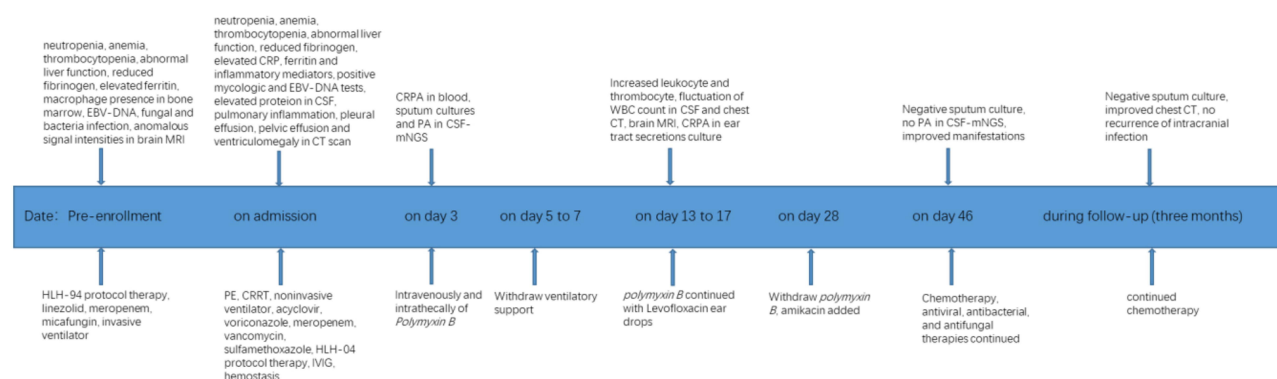 neutropenia, anemia,
thrombocytopenia, abnormal
liver function, reduced
fibrinogen, elevated ferritin,
macrophage presence in bone
marrow, EBV-DNA, fungal and
bacteria infection, anomalous
signal intensities in brain MRI
neutropenia, anemia,
thrombocytopenia, abnormal liver
function, reduced fibrinogen,
elevated CRP, ferritin and
inflammatory mediators, positive
mycologic and EBV-DNA tests,
elevated proteion in CSF,
pulmonary inflammation, pleural
effusion, pelvic effusion and
ventriculomegaly in CT scan
CRPA in blood,
sputum cultures
and PA in CSF-
mNGS
Increased leukocyte and
thrombocyte, fluctuation of
WBC count in CSF and chest
CT, brain MRI, CRPA in ear
tract secretions culture
Negative sputum culture,
no PA in CSF-mNGS,
improved manifestations
Negative sputum culture,
improved chest CT, no
recurrence of intracranial
infection
Date: Pre-enrollment
on admission
on day 3
on day 5 to 7
on day 13 to 17
on day 28
on day 46
during follow-up (three months)
HLH-94 protocol therapy,
linezolid, meropenem,
micafungin, invasive
ventilator
PE, CRRT, noninvasive
ventilator, acyclovir,
voriconazole, meropenem,
vancomycin,
sulfamethoxazole, HLH-04
protocol therapy, IVIG,
hemostasis
Intravenously and
intrathecally of
Polymyxin B
Withdraw ventilatory
support
polymyxin B continued
with Levofloxacin ear
drops
Withdraw polymyxin
B, amikacin added
Chemotherapy,
antiviral, antibacterial,
and antifungal
therapies continued
continued
chemotherapy